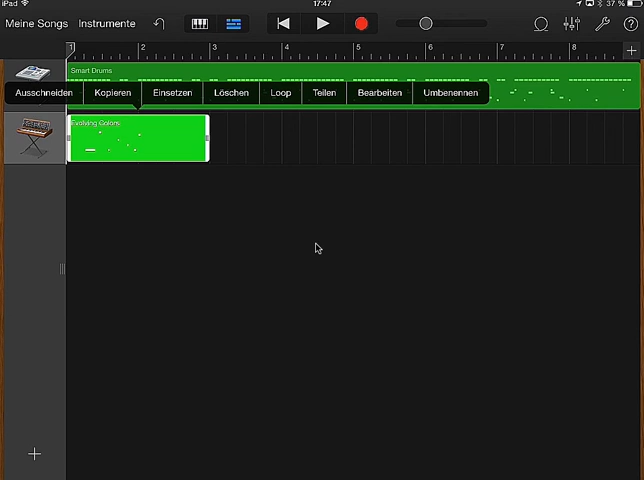 iPad 17:47 37 %
Meine Songs Instrumente
1 2 3 4 5 6 7 8
Smart Drums
Ausschneiden Kopieren Einsetzen Löschen Loop Teilen Bearbeiten Umbenennen
Evolving Colors